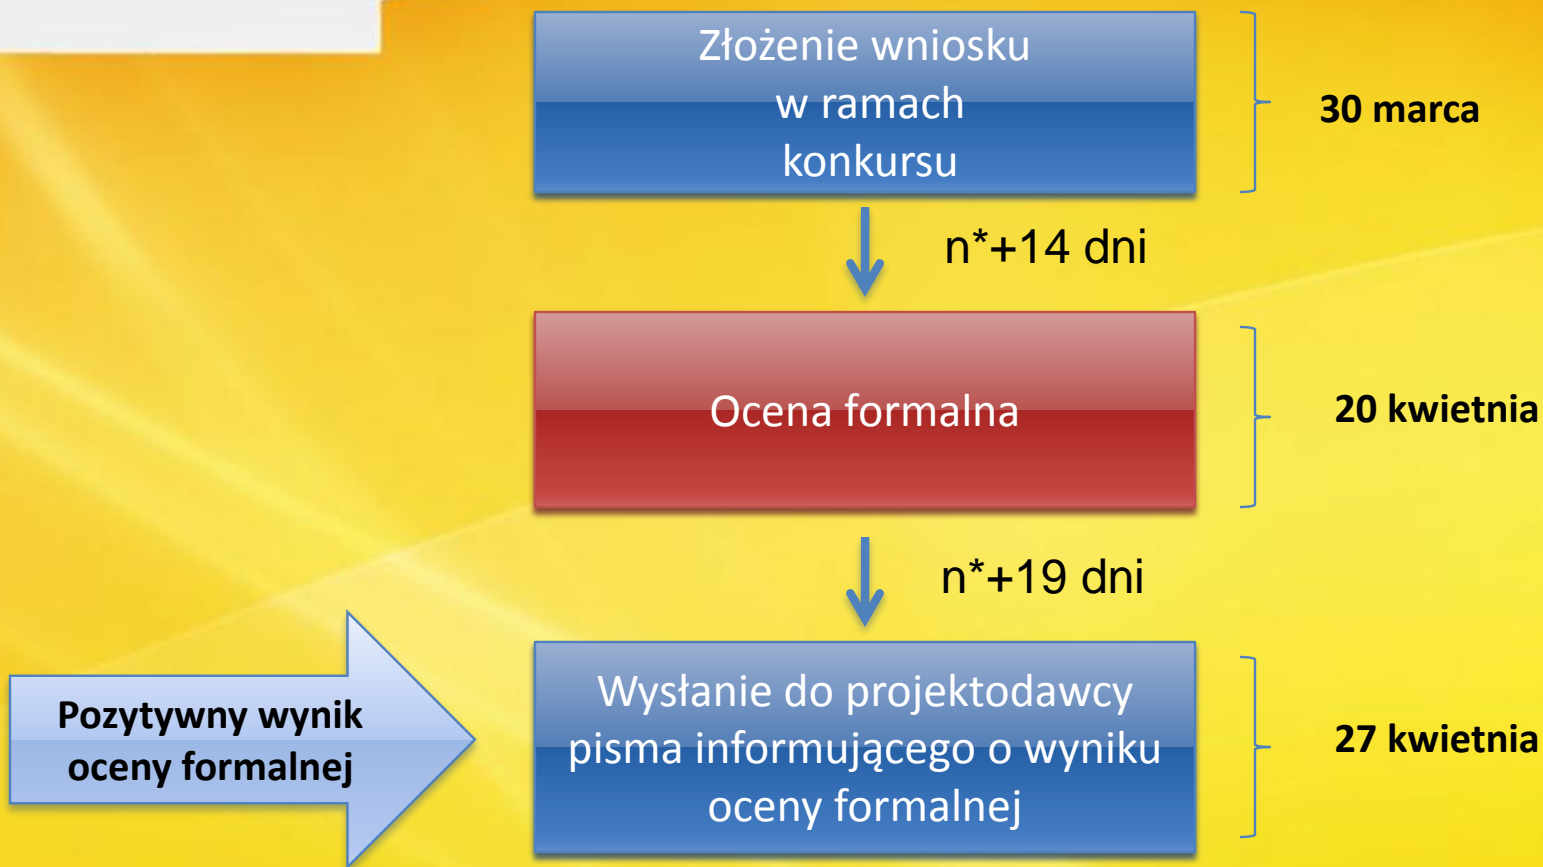 Złożenie wniosku
w ramach
konkursu
30 marca
n*+14 dni
Ocena formalna
20 kwietnia
n*+19 dni
Pozytywny wynik
oceny formalnej
Wysłanie do projektodawcy
pisma informującego o wyniku
oceny formalnej
27 kwietnia